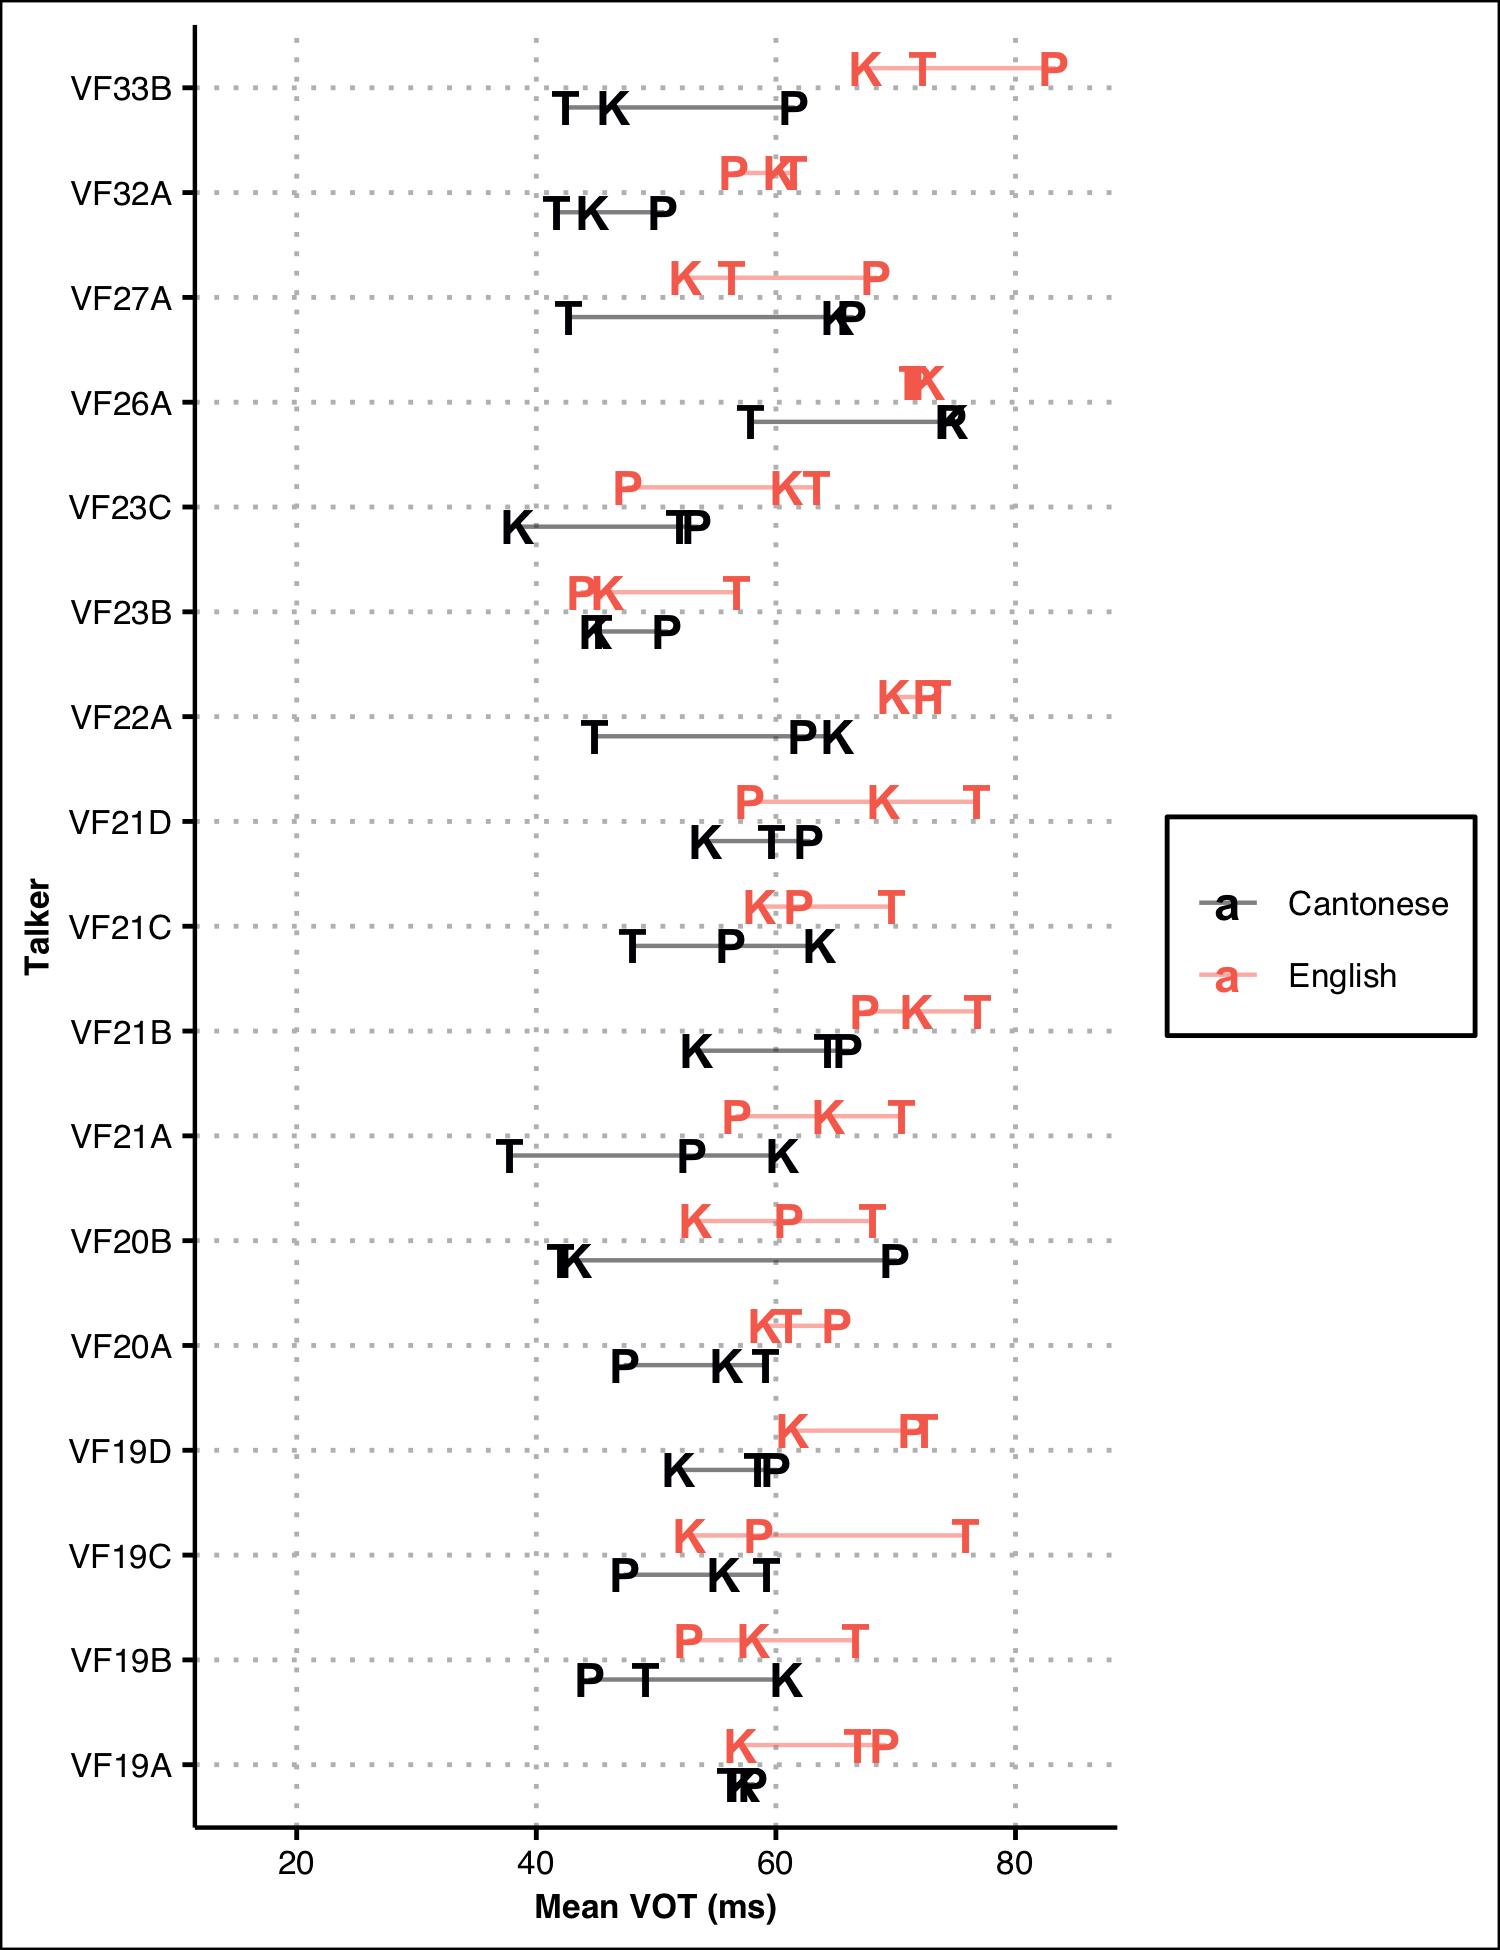 VF33B K T P
T K P
VF32A P K T
T K P
VF27A K T P
T K P
VF26A T K
T P K
VF23C P K T
K T P
VF23B P K T
K T P
VF22A K P T
T P K
VF21D P K T
K T P
VF21C K P T
T P K
VF21B P K T
K T P
VF21A P K T
T P K
VF20B K P T
T K P
VF20A K T P
P K T
VF19D K P T
K T P
VF19C K P T
P K T
VF19B P K T
P T K
VF19A K T P
T K P
20 40 60 80
Mean VOT (ms)
Talker
a Cantonese
a English